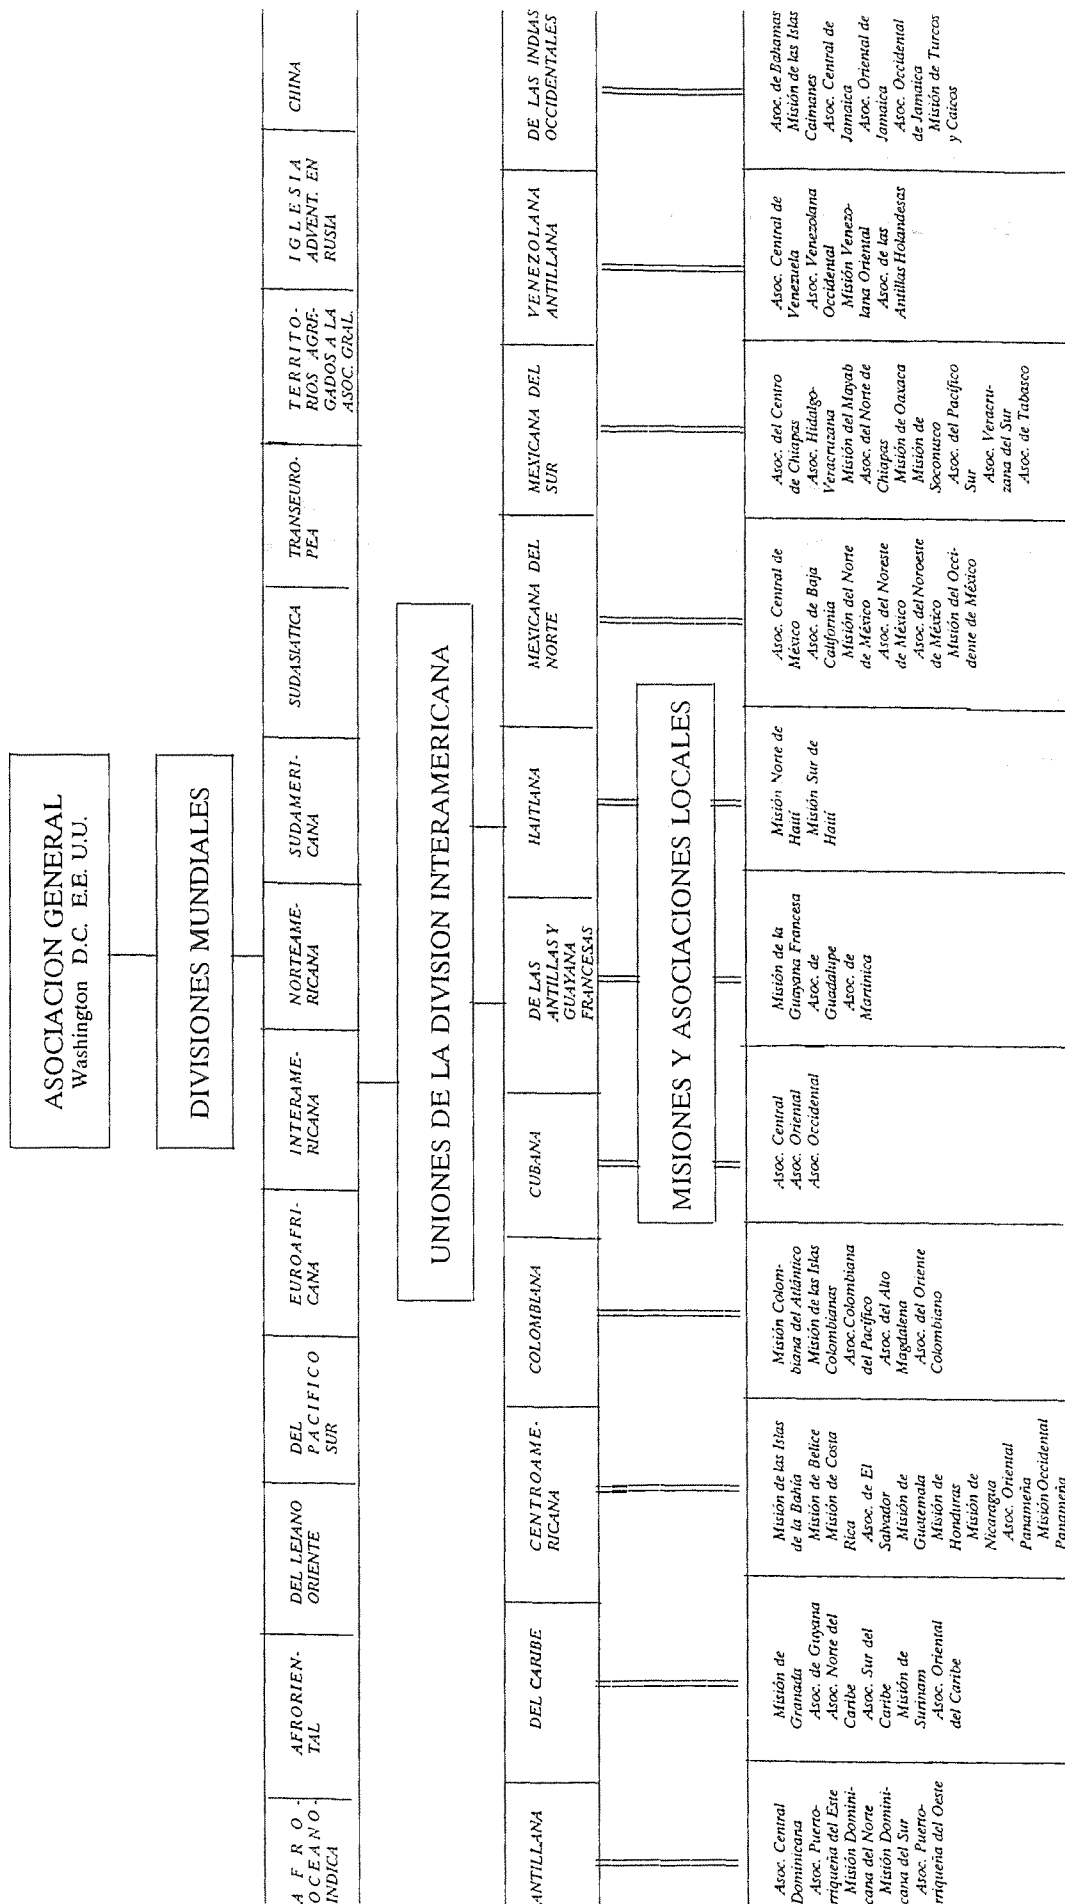 ASOCIACION GENERAL
Washington D.C. E.E. U.U.
DIVISIONES MUNDIALES
A F R O -
OCEANO-
INDICA
AFRORIEN-
TAL
DEL LEJANO
ORIENTE
DEL
PACIFICO
SUR
EUROAFRI-
CANA
INTERAME-
RICANA
NORTEAME-
RICANA
SUDAMERI-
CANA
SUDASIATICA
TRANSEURO-
PEA
TERRITO-
RIOS AGRE-
GADOS A LA
ASOC. GRAL.
IGLESIA
ADVENT. EN
RUSIA
CHINA
UNIONES DE LA DIVISION INTERAMERICANA
ANTILLANA
DEL CARIBE
CENTROAME-
RICANA
COLOMBIANA
CUBANA
DE LAS
ANTILLAS Y
GUAYANA
FRANCESAS
HAITIANA
MEXICANA DEL
NORTE
MEXICANA DEL
SUR
VENEZOLANA
ANTILLANA
DE LAS INDIAS
OCCIDENTALES
MISIONES Y ASOCIACIONES LOCALES
Asoc. Central
Dominicana
Asoc. Puerto-
rriqueña del Este
Misión Domini-
cana del Norte
Misión Domini-
cana del Sur
Asoc. Puerto-
rriqueña del Oeste
Misión de
Granada
Asoc. de Guyana
Asoc. Norte del
Caribe
Asoc. Sur del
Caribe
Misión de
Surinam
Asoc. Oriental
del Caribe
Misión de las Islas
de la Bahía
Misión de Belice
Misión de Costa
Rica
Asoc. de El
Salvador
Misión de
Guatemala
Misión de
Honduras
Misión de
Nicaragua
Asoc. Oriental
Panameña
Misión Occidental
Panameña
Misión Colom-
biana del Atlántico
Misión de las Islas
Colombianas
Asoc. Colombiana
del Pacífico
Asoc. del Alto
Magdalena
Asoc. del Oriente
Colombiano
Asoc. Central
Asoc. Oriental
Asoc. Occidental
Misión de la
Guayana Francesa
Asoc. de
Guadalupe
Asoc. de
Martinica
Misión Norte de
Haití
Misión Sur de
Haití
Asoc. Central de
México
Asoc. de Baja
California
Misión del Norte
de México
Asoc. del Noreste
de México
Asoc. del Noroeste
de México
Misión del Occi-
dente de México
Asoc. del Centro
de Chiapas
Asoc. Hidalgo-
Veracruzana
Misión del Mayab
Asoc. del Norte de
Chiapas
Misión de Oaxaca
Misión de
Soconusco
Asoc. del Pacífico
Sur
Asoc. Veracru-
zana del Sur
Asoc. de Tabasco
Asoc. Central de
Venezuela
Asoc. Venezolana
Occidental
Misión Venezo-
lana Oriental
Asoc. de las
Antillas Holandesas
Asoc. de Bahamas
Misión de las Islas
Caimanes
Asoc. Central de
Jamaica
Asoc. Oriental de
Jamaica
Asoc. Occidental
de Jamaica
Misión de Turcos
y Caicos